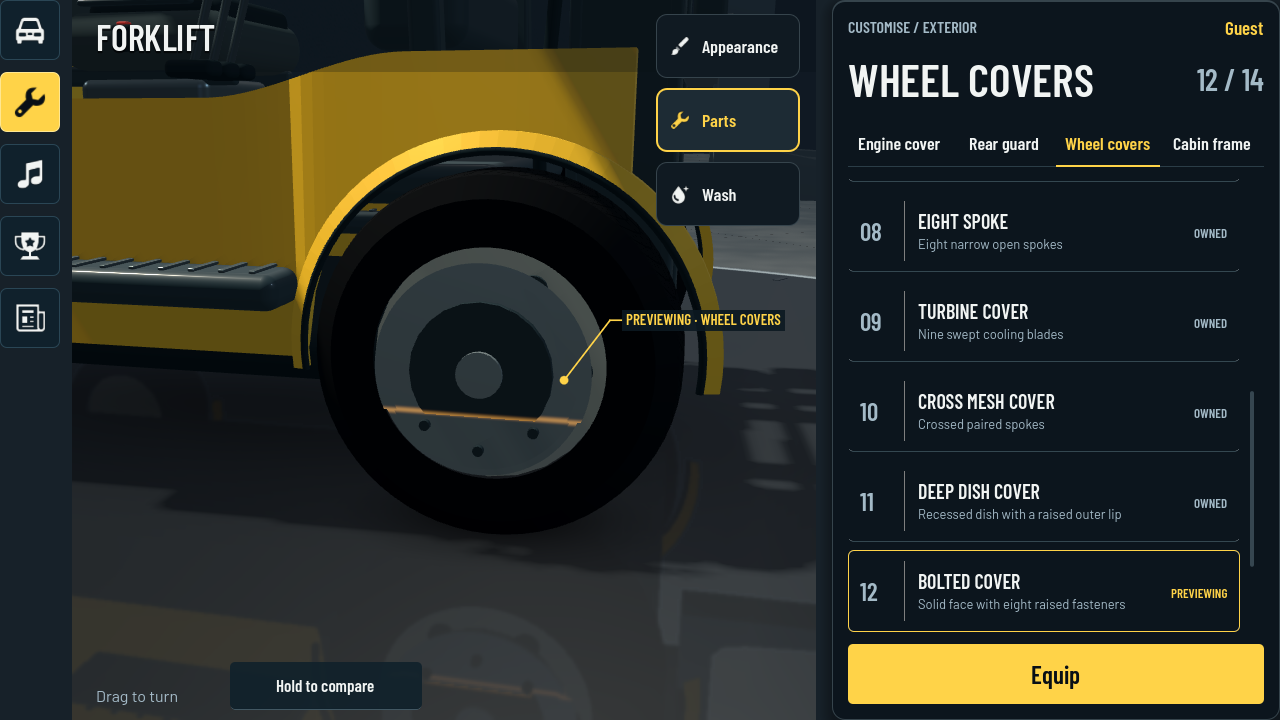 FORKLIFT
Appearance
Parts
Wash
PREVIEWING · WHEEL COVERS
Drag to turn
Hold to compare
CUSTOMISE / EXTERIOR
Guest
WHEEL COVERS
12 / 14
Engine cover
Rear guard
Wheel covers
Cabin frame
08
EIGHT SPOKE
Eight narrow open spokes
OWNED
09
TURBINE COVER
Nine swept cooling blades
OWNED
10
CROSS MESH COVER
Crossed paired spokes
OWNED
11
DEEP DISH COVER
Recessed dish with a raised outer lip
OWNED
12
BOLTED COVER
Solid face with eight raised fasteners
PREVIEWING
Equip